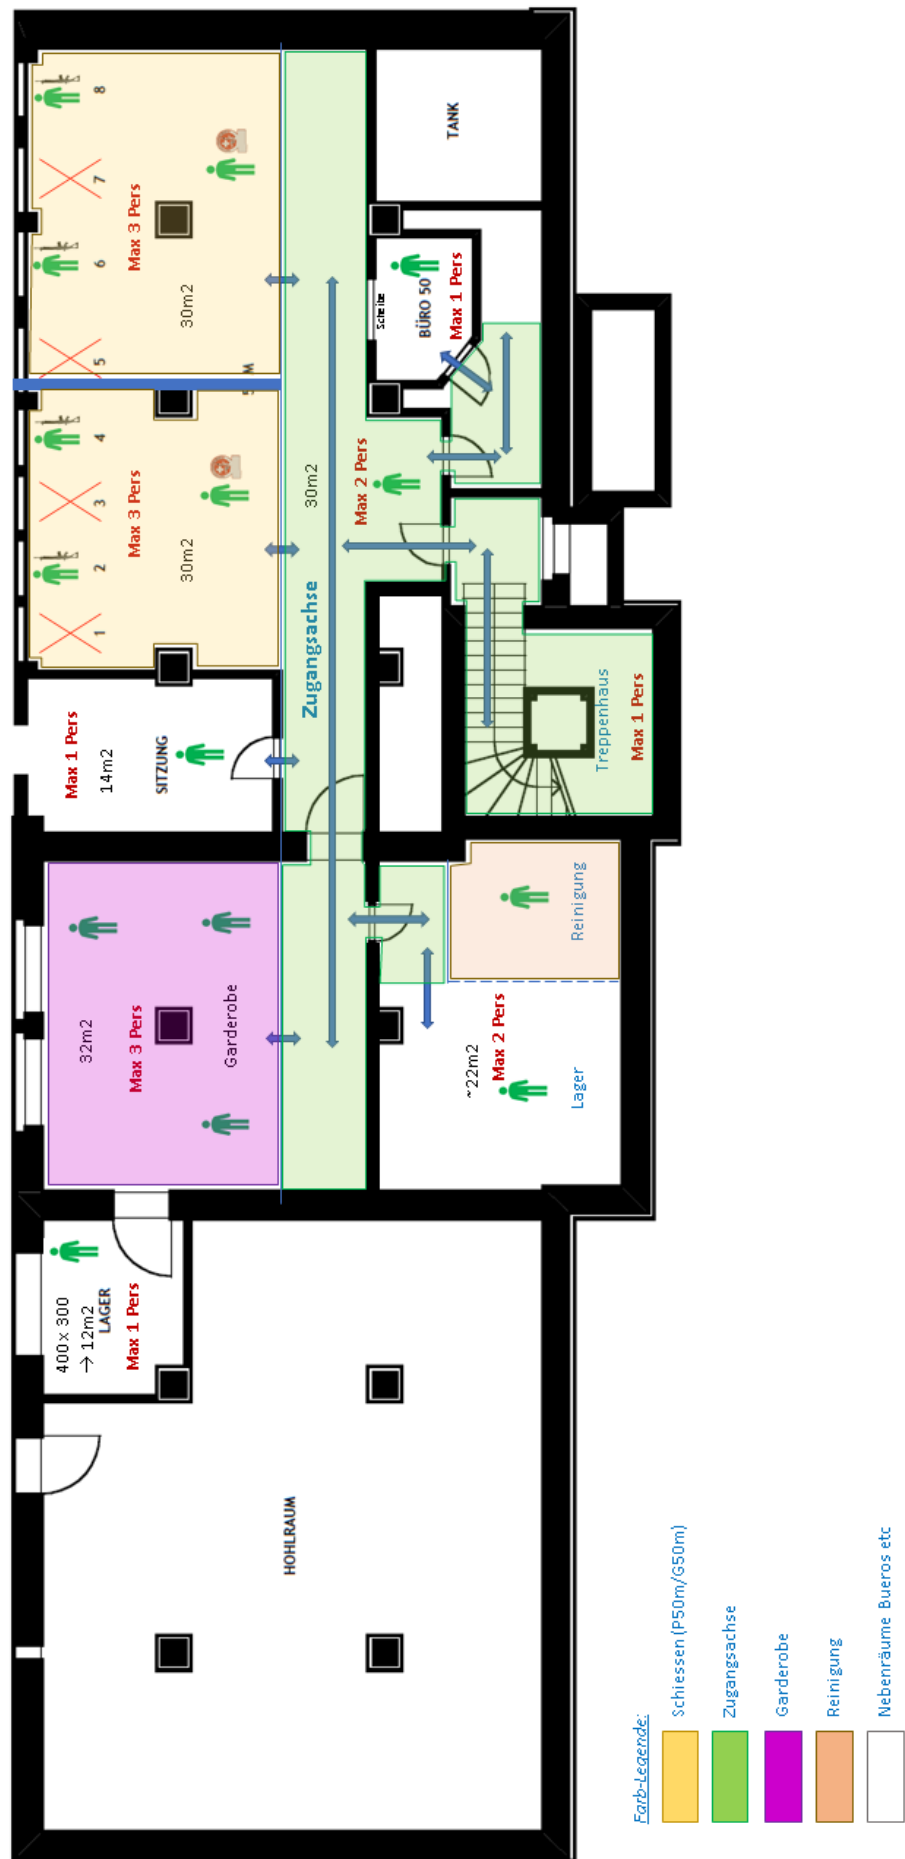 400 x 300
→ 12m2
LAGER
Max 1 Pers
32m2
Max 3 Pers
Garderobe
Max 1 Pers
14m2
SITZUNG
1 2 3 4 5 6 7 8
Max 3 Pers
30m2
Max 3 Pers
30m2
5 M
HOHLRAUM
Zugangsachse
30m2
Max 2 Pers
Scheibe
BÜRO 50
Max 1 Pers
TANK
~22m2
Max 2 Pers
Lager
Reinigung
Treppenhaus
Max 1 Pers
Farb-Legende:
Schiessen (P50m/G50m)
Zugangsachse
Garderobe
Reinigung
Nebenräume Bueros etc